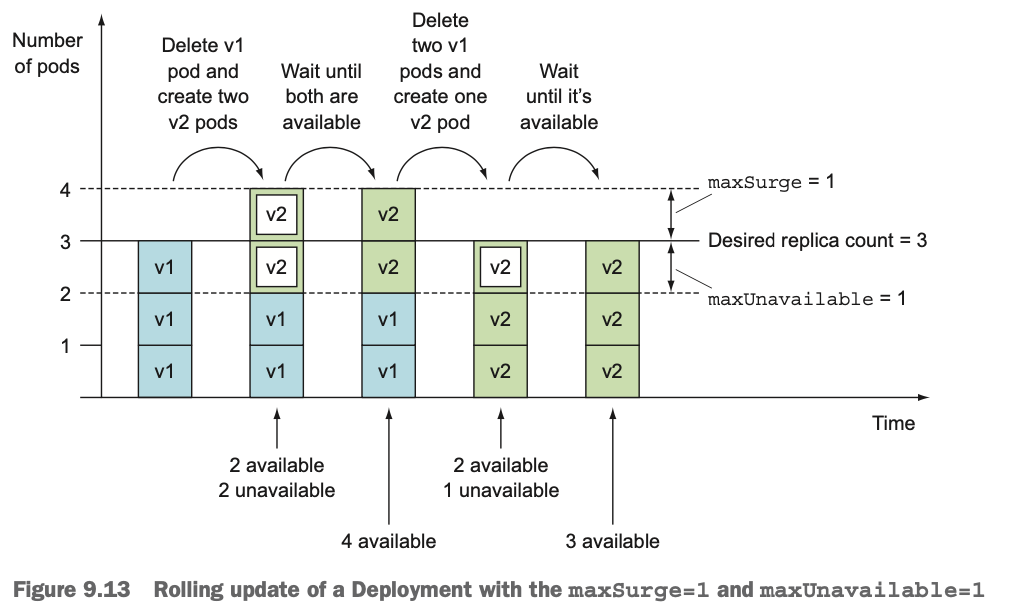 Number
of pods
Delete v1
pod and
create two
v2 pods
Wait until
both are
available
Delete
two v1
pods and
create one
v2 pod
Wait
until it's
available
4
3
2
1
v1
v1
v1
v2
v2
v1
v1
v2
v2
v1
v1
v2
v2
v2
v2
v2
v2
maxSurge = 1
Desired replica count = 3
maxUnavailable = 1
Time
2 available
2 unavailable
4 available
2 available
1 unavailable
3 available
Figure 9.13 Rolling update of a Deployment with the maxSurge=1 and maxUnavailable=1